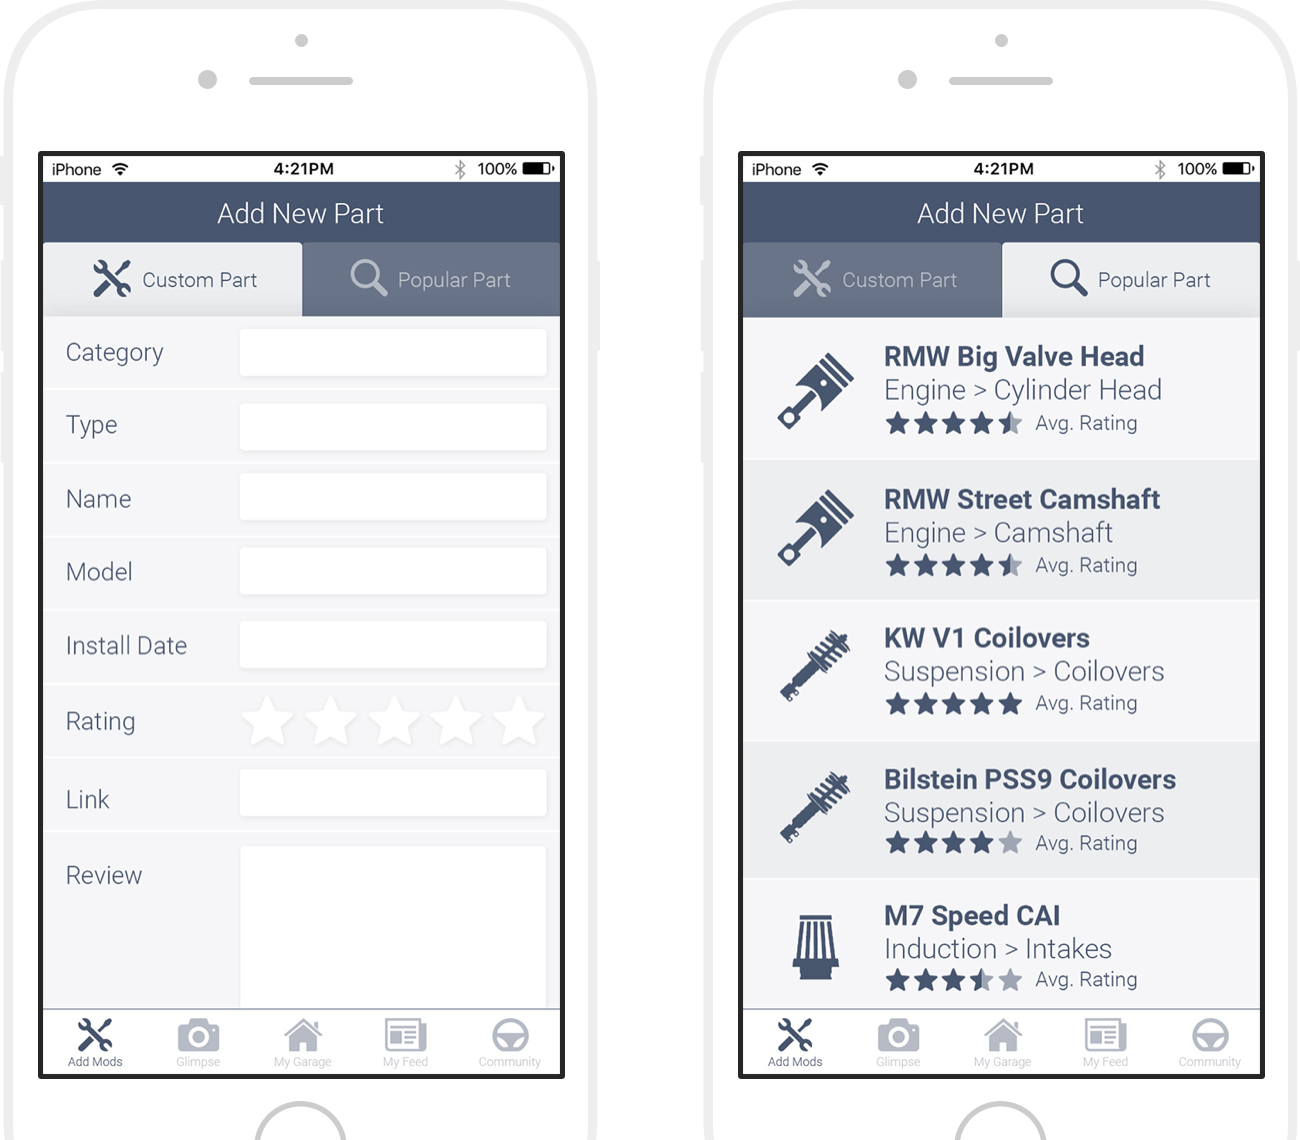 iPhone 4:21PM 100%
Add New Part
Custom Part Popular Part
Category
Type
Name
Model
Install Date
Rating
Link
Review
Add Mods Glimpse My Garage My Feed Community
iPhone 4:21PM 100%
Add New Part
Custom Part Popular Part
RMW Big Valve Head
Engine > Cylinder Head
Avg. Rating
RMW Street Camshaft
Engine > Camshaft
Avg. Rating
KW V1 Coilovers
Suspension > Coilovers
Avg. Rating
Bilstein PSS9 Coilovers
Suspension > Coilovers
Avg. Rating
M7 Speed CAI
Induction > Intakes
Avg. Rating
Add Mods Glimpse My Garage My Feed Community